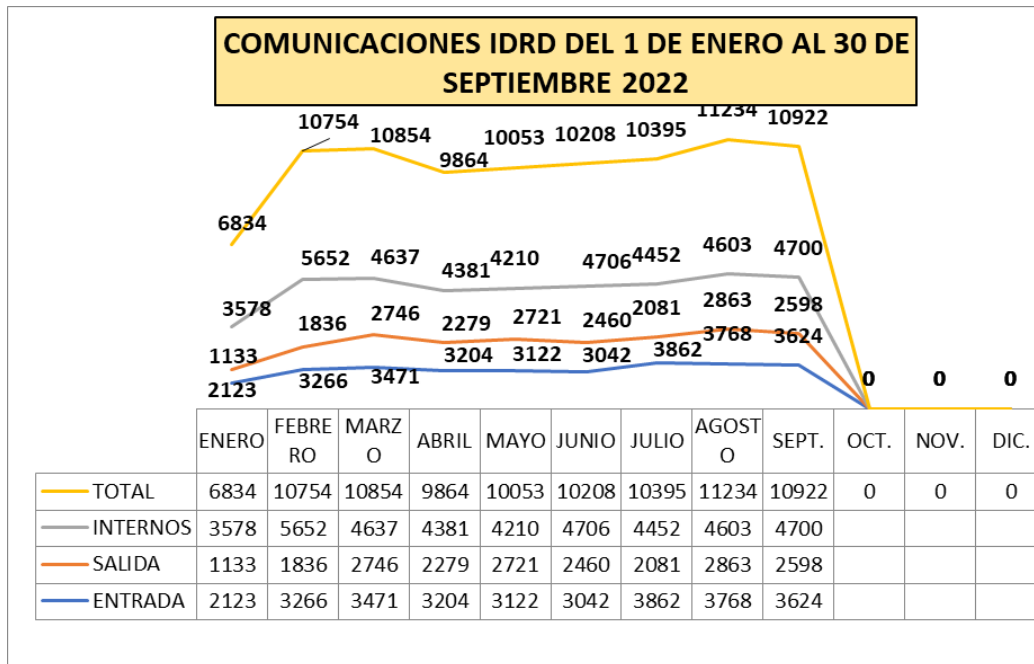 COMUNICACIONES IDRD DEL 1 DE ENERO AL 30 DE
SEPTIEMBRE 2022
6834 10754 10854 9864 10053 10208 10395 11234 10922
3578 5652 4637 4381 4210 4706 4452 4603 4700
1133 1836 2746 2279 2721 2460 2081 2863 2598
2123 3266 3471 3204 3122 3042 3862 3768 3624
0 0 0
ENERO FEBRE
RO MARZ
O ABRIL MAYO JUNIO JULIO AGOST
O SEPT. OCT. NOV. DIC.
TOTAL 6834 10754 10854 9864 10053 10208 10395 11234 10922 0 0 0
INTERNOS 3578 5652 4637 4381 4210 4706 4452 4603 4700
SALIDA 1133 1836 2746 2279 2721 2460 2081 2863 2598
ENTRADA 2123 3266 3471 3204 3122 3042 3862 3768 3624